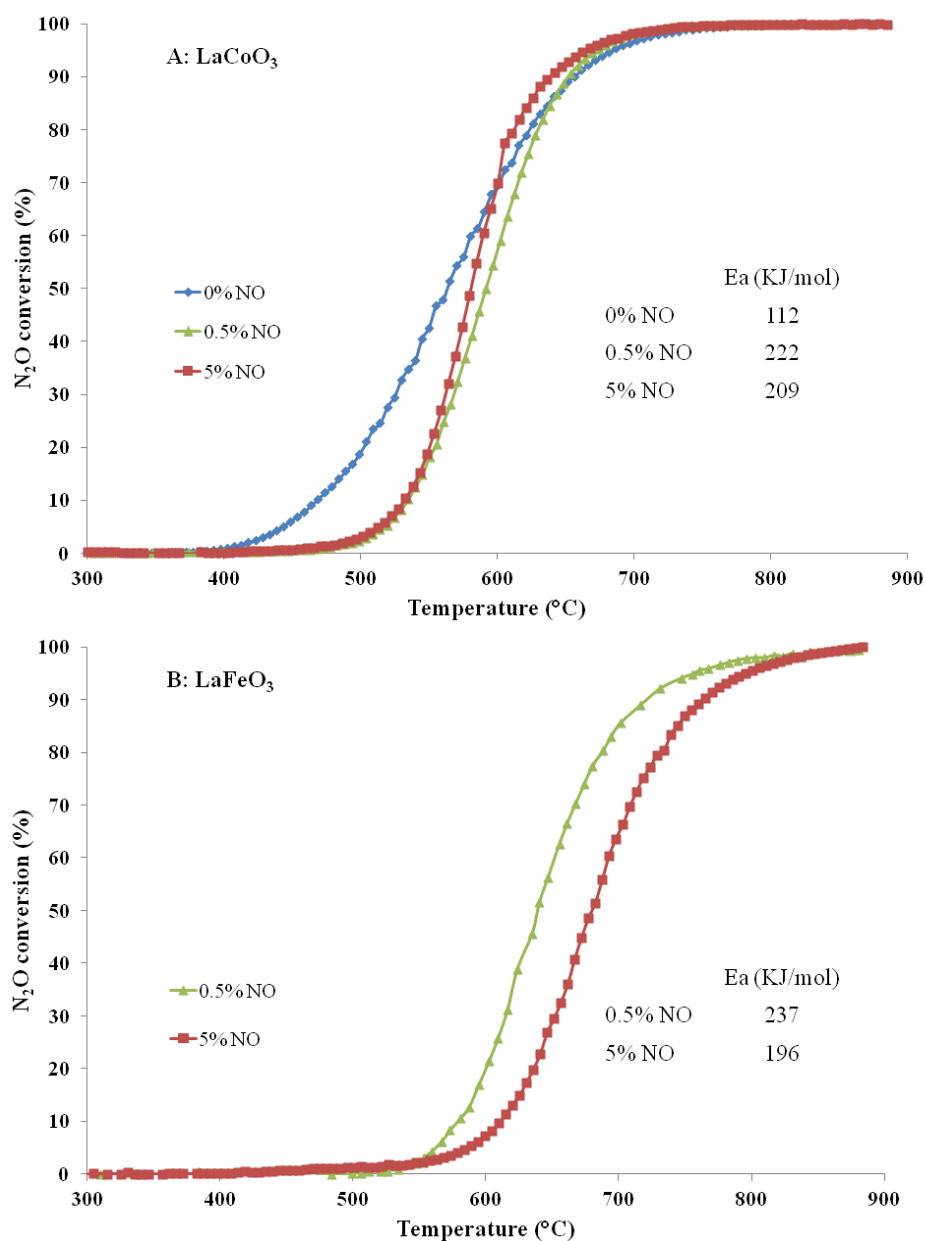 A: LaCoO₃
N₂O conversion (%)
100
90
80
70
60
50
40
30
20
10
0
0% NO
0.5% NO
5% NO
Ea (KJ/mol)
0% NO 112
0.5% NO 222
5% NO 209
300 400 500 600 700 800 900
Temperature (°C)
B: LaFeO₃
N₂O conversion (%)
100
90
80
70
60
50
40
30
20
10
0
0.5% NO
5% NO
Ea (KJ/mol)
0.5% NO 237
5% NO 196
300 400 500 600 700 800 900
Temperature (°C)